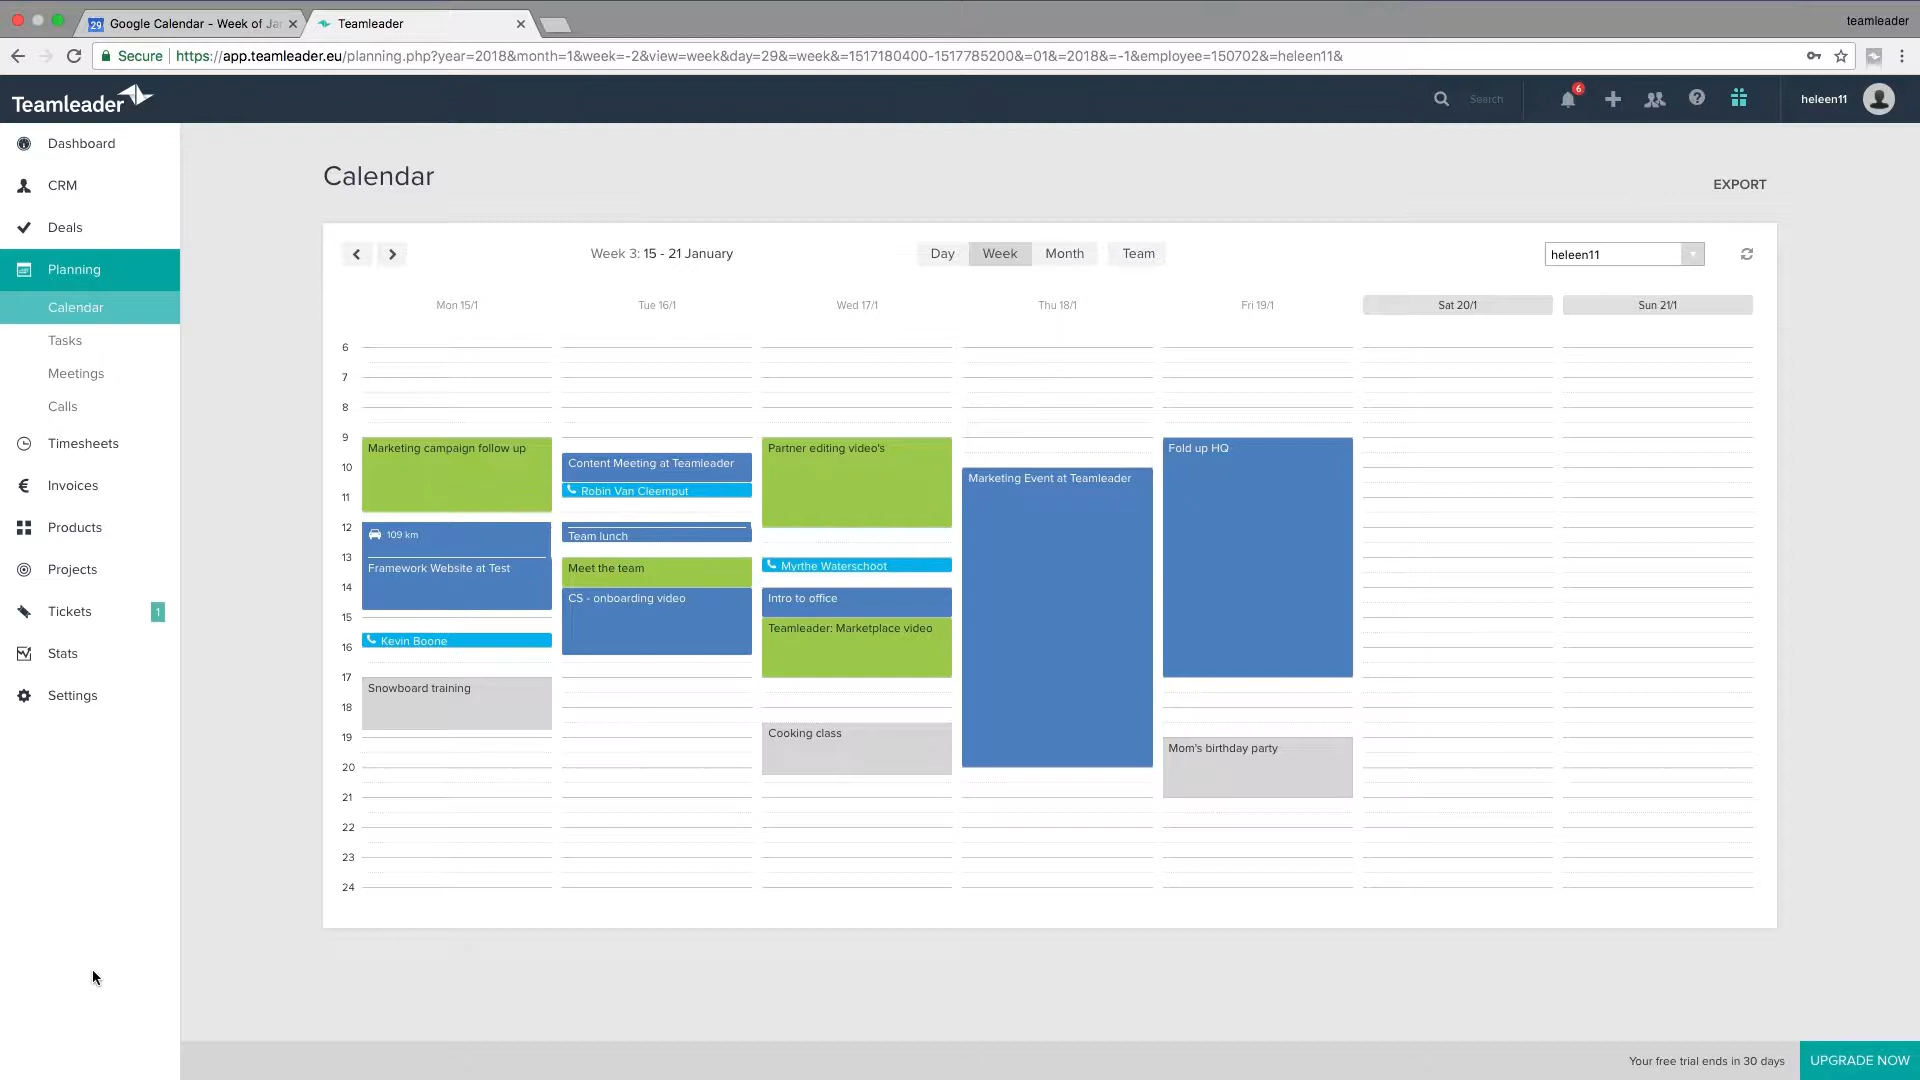 Google Calendar - Week of Ja
Teamleader
teamleader
Secure
https://app.teamleader.eu/planning.php?year=2018&month=1&week=-2&view=week&day=29&=week&=1517180400-1517785200&=01&=2018&=-1&employee=150702&=heleen11&
Teamleader
Search
6
heleen11
Dashboard
CRM
Deals
Planning
Calendar
Tasks
Meetings
Calls
Timesheets
Invoices
Products
Projects
Tickets
1
Stats
Settings
Calendar
EXPORT
Week 3: 15 - 21 January
Day
Week
Month
Team
heleen11
Mon 15/1
Tue 16/1
Wed 17/1
Thu 18/1
Fri 19/1
Sat 20/1
Sun 21/1
6
7
8
9
10
11
12
13
14
15
16
17
18
19
20
21
22
23
24
Marketing campaign follow up
109 km
Framework Website at Test
Kevin Boone
Snowboard training
Content Meeting at Teamleader
Robin Van Cleemput
Team lunch
Meet the team
CS - onboarding video
Partner editing video's
Myrthe Waterschoot
Intro to office
Teamleader: Marketplace video
Cooking class
Marketing Event at Teamleader
Fold up HQ
Mom's birthday party
Your free trial ends in 30 days
UPGRADE NOW